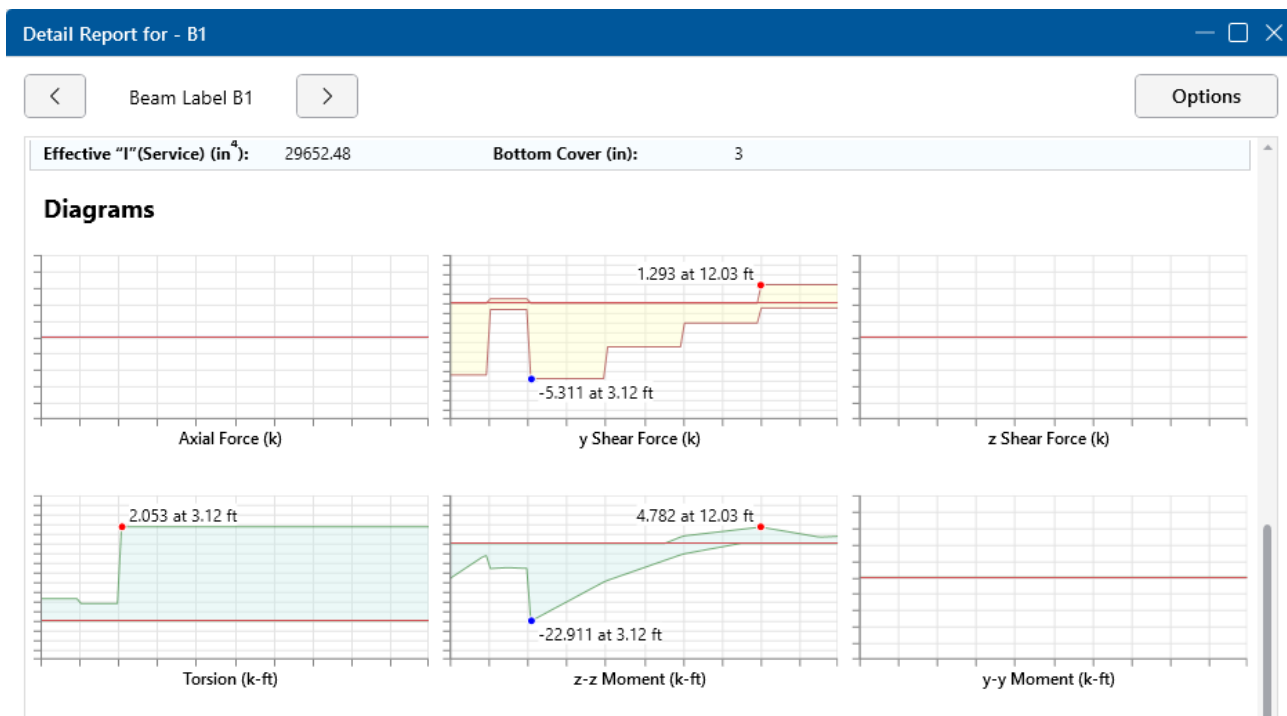 Detail Report for - B1
Beam Label B1
Options
Effective “I”(Service) (in⁴): 29652.48 Bottom Cover (in): 3
Diagrams
1.293 at 12.03 ft
-5.311 at 3.12 ft
Axial Force (k) y Shear Force (k) z Shear Force (k)
2.053 at 3.12 ft 4.782 at 12.03 ft
-22.911 at 3.12 ft
Torsion (k-ft) z-z Moment (k-ft) y-y Moment (k-ft)